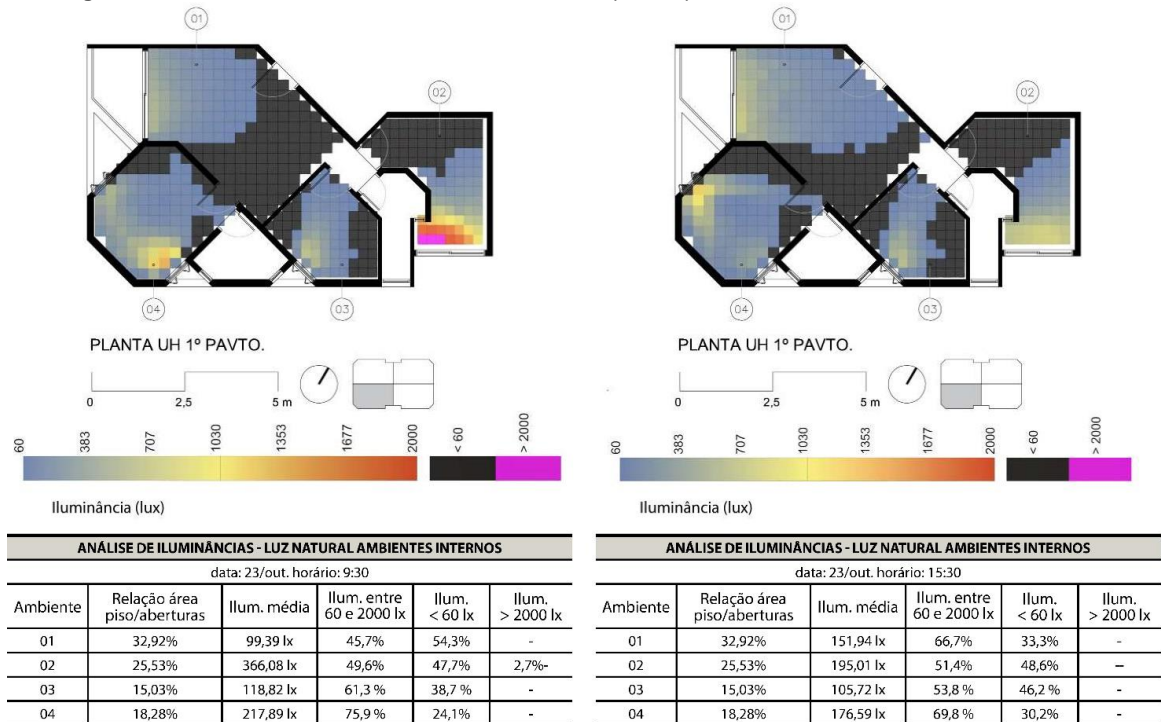 01
02
04
03
PLANTA UH 1º PAVTO.
0 2,5 5 m
60 383 707 1030 1353 1677 2000 < 60 > 2000
Iluminância (lux)
ANÁLISE DE ILUMINÂNCIAS - LUZ NATURAL AMBIENTES INTERNOS
data: 23/out. horário: 9:30
Ambiente Relação área piso/aberturas Ilum. média Ilum. entre 60 e 2000 lx Ilum. < 60 lx Ilum. > 2000 lx
01 32,92% 99,39 lx 45,7% 54,3% -
02 25,53% 366,08 lx 49,6% 47,7% 2,7%-
03 15,03% 118,82 lx 61,3 % 38,7 % -
04 18,28% 217,89 lx 75,9 % 24,1% -
01
02
04
03
PLANTA UH 1º PAVTO.
0 2,5 5 m
60 383 707 1030 1353 1677 2000 < 60 > 2000
Iluminância (lux)
ANÁLISE DE ILUMINÂNCIAS - LUZ NATURAL AMBIENTES INTERNOS
data: 23/out. horário: 15:30
Ambiente Relação área piso/aberturas Ilum. média Ilum. entre 60 e 2000 lx Ilum. < 60 lx Ilum. > 2000 lx
01 32,92% 151,94 lx 66,7% 33,3% -
02 25,53% 195,01 lx 51,4% 48,6% –
03 15,03% 105,72 lx 53,8 % 46,2 % -
04 18,28% 176,59 lx 69,8 % 30,2% -